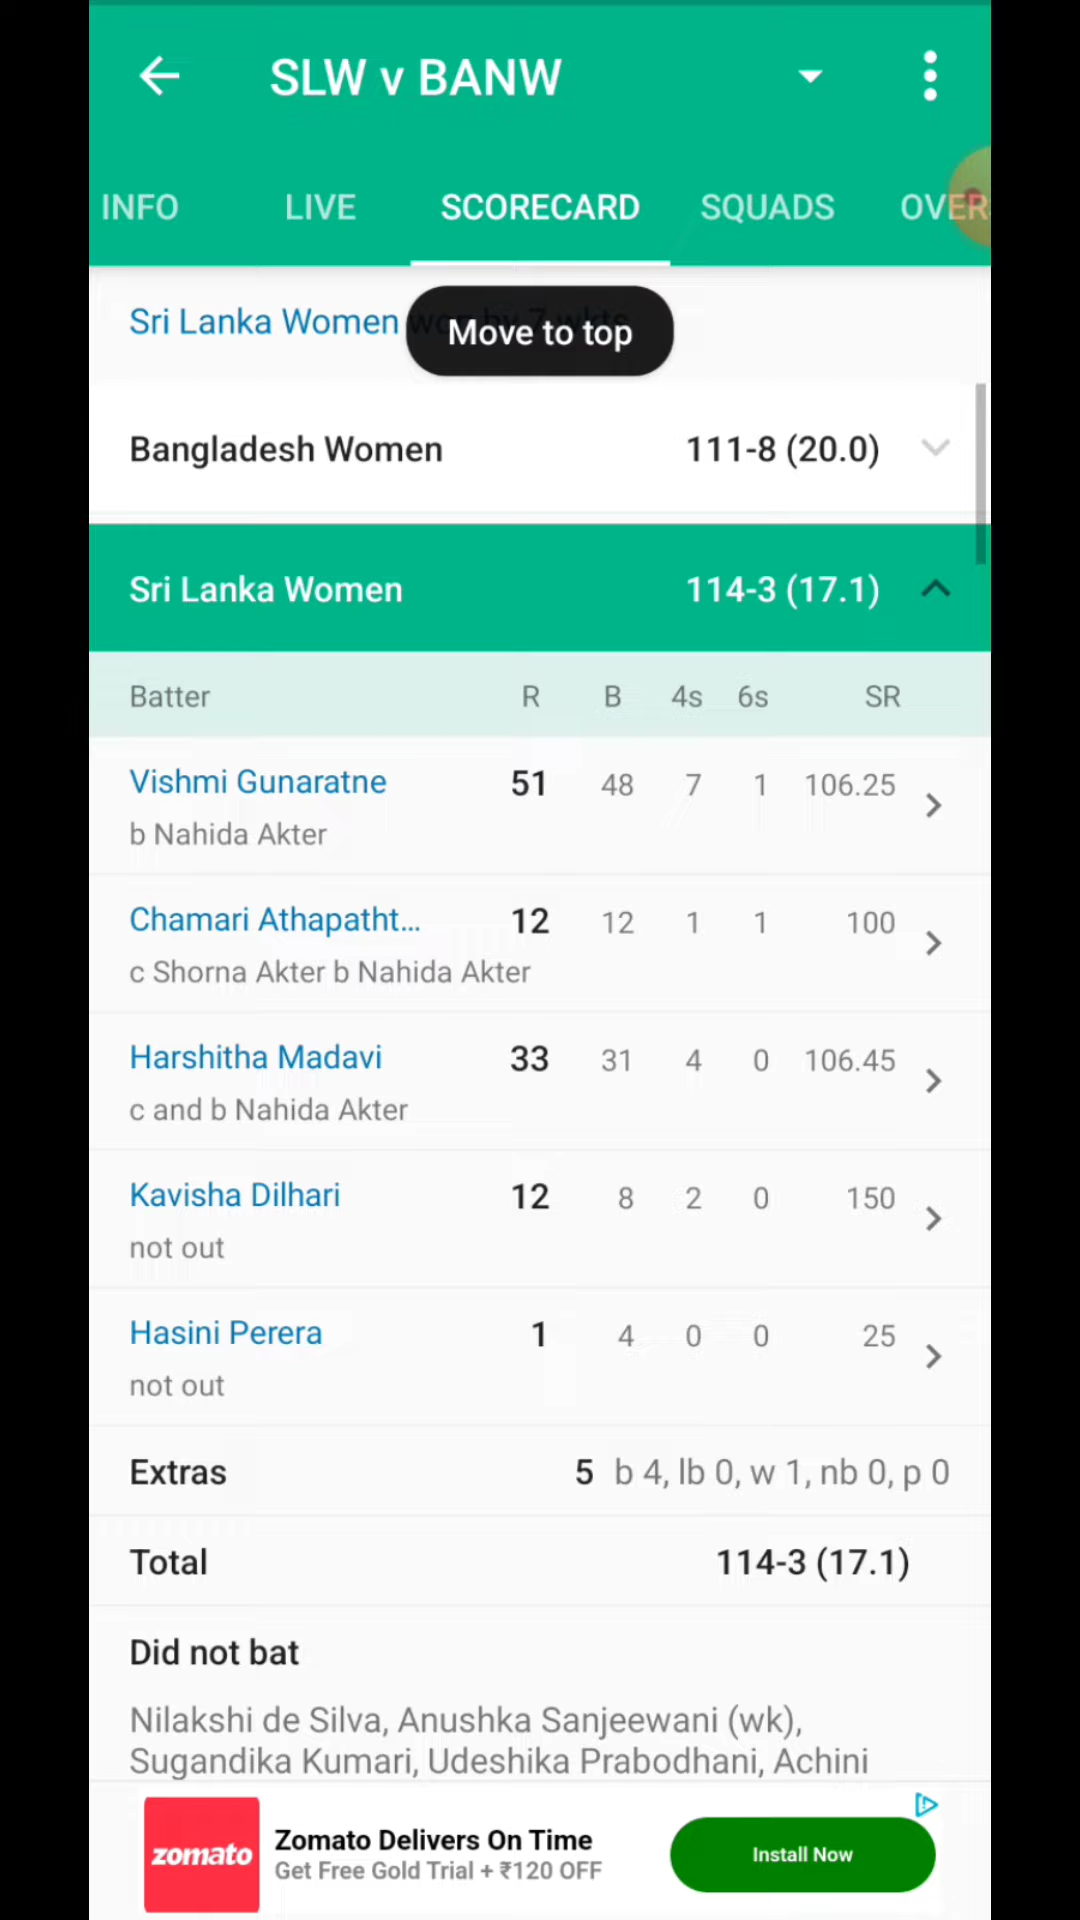 SLW v BANW
INFO LIVE SCORECARD SQUADS OVER
Sri Lanka Women won by 7 wkts
Move to top
Bangladesh Women 111-8 (20.0)
Sri Lanka Women 114-3 (17.1)
Batter R B 4s 6s SR
Vishmi Gunaratne 51 48 7 1 106.25
b Nahida Akter
Chamari Athapatht... 12 12 1 1 100
c Shorna Akter b Nahida Akter
Harshitha Madavi 33 31 4 0 106.45
c and b Nahida Akter
Kavisha Dilhari 12 8 2 0 150
not out
Hasini Perera 1 4 0 0 25
not out
Extras 5 b 4, lb 0, w 1, nb 0, p 0
Total 114-3 (17.1)
Did not bat
Nilakshi de Silva, Anushka Sanjeewani (wk),
Sugandika Kumari, Udeshika Prabodhani, Achini
zomato
Zomato Delivers On Time
Get Free Gold Trial + ₹120 OFF
Install Now